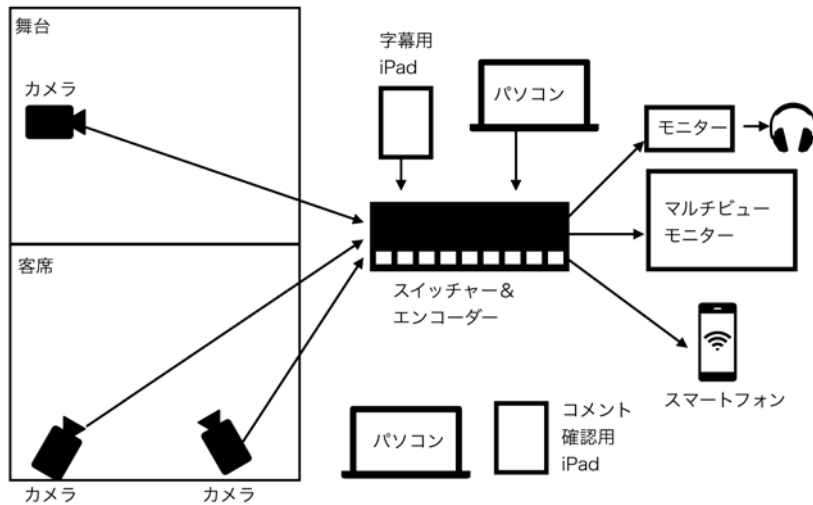 舞台
カメラ
字幕用
iPad
パソコン
モニター
マルチビュー
モニター
客席
スイッチャー＆
エンコーダー
スマートフォン
パソコン
コメント
確認用
iPad
カメラ
カメラ